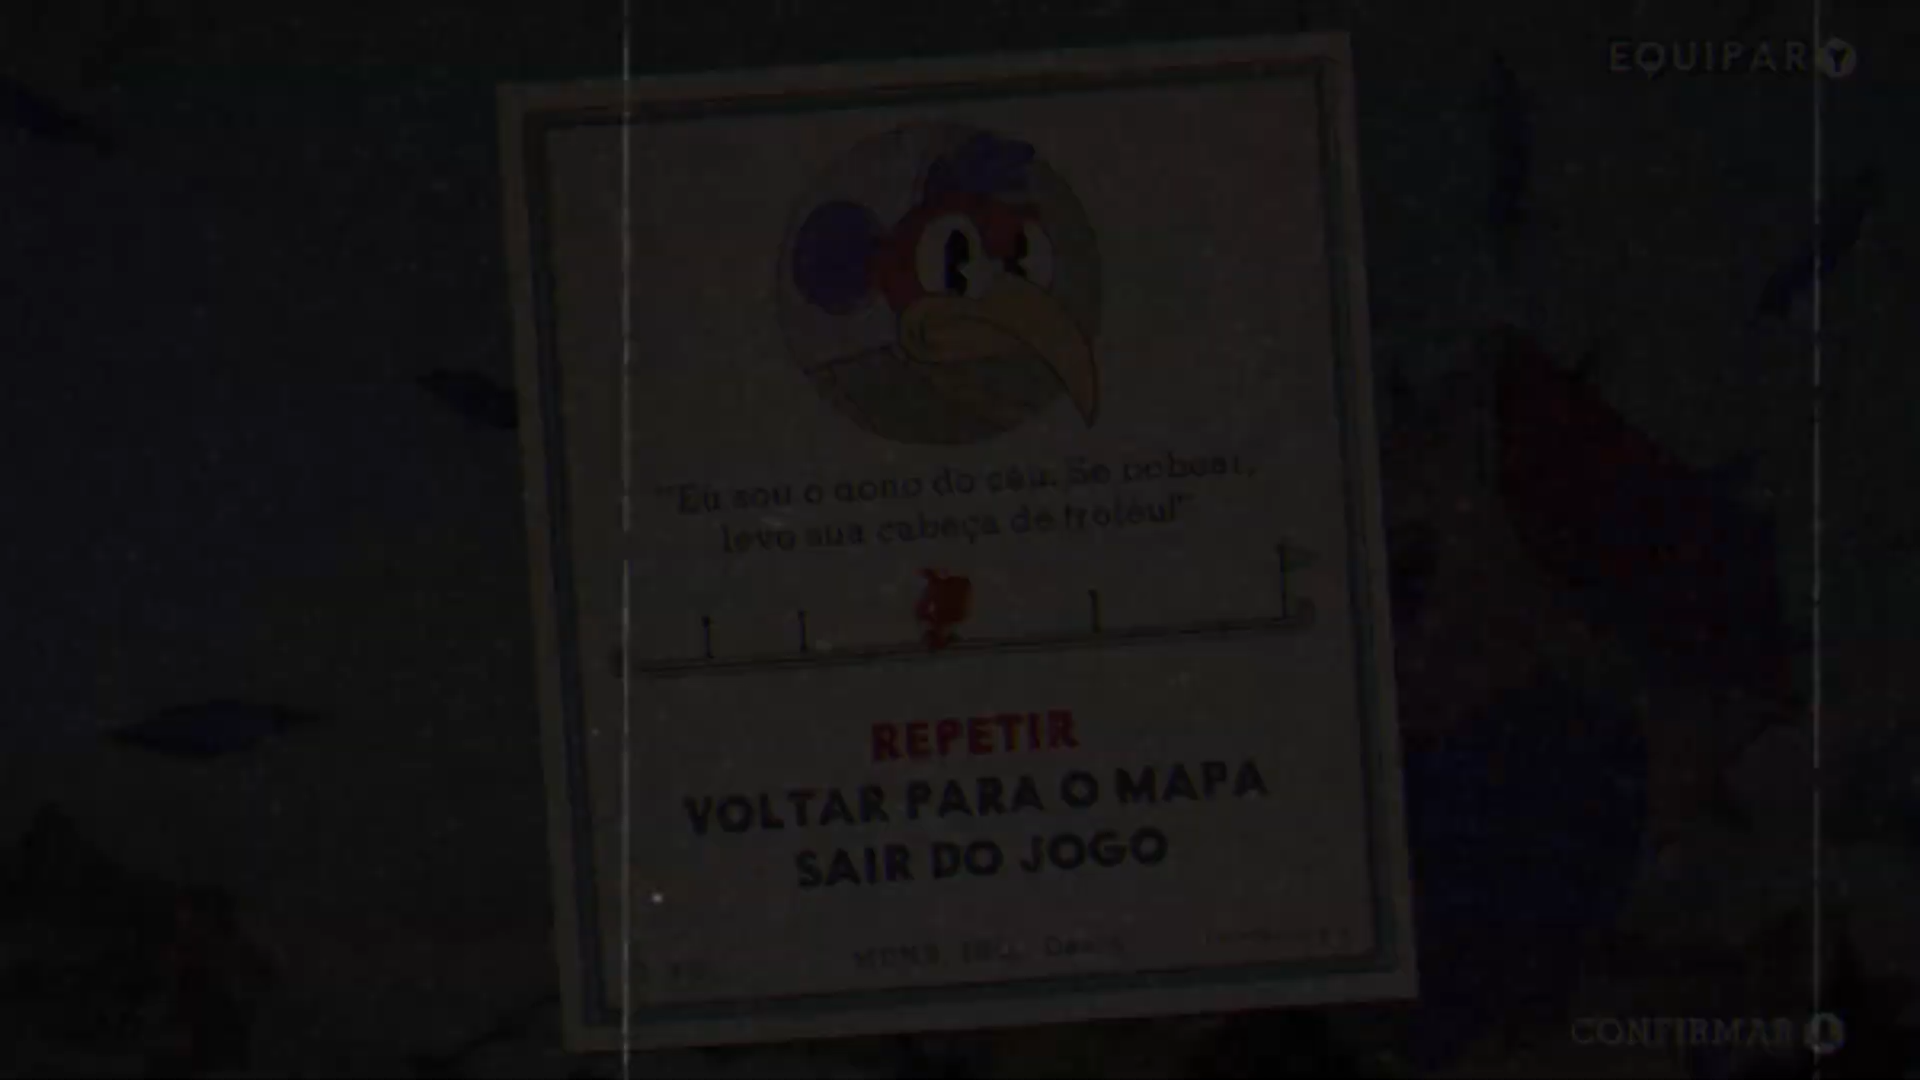 EQUIPAR Y
"Eu sou o dono do céu. Se bobear,
levo sua cabeça de troféu!"
REPETIR
VOLTAR PARA O MAPA
SAIR DO JOGO
CONFIRMAR A